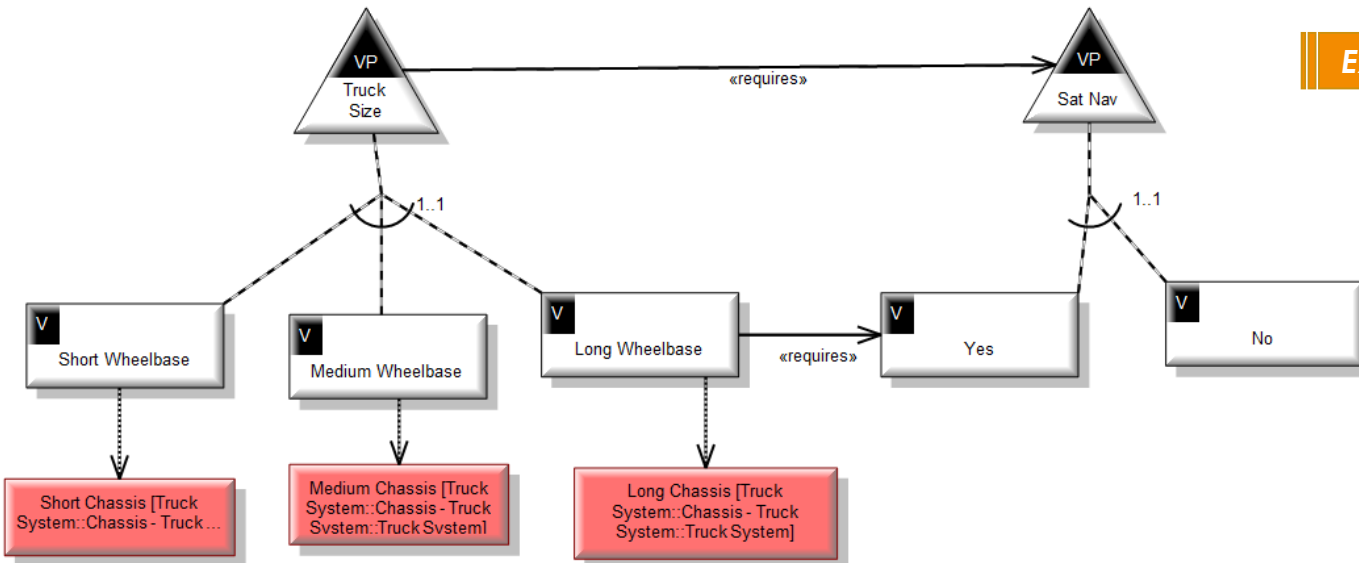 VP
Truck
Size
«requires»
VP
Sat Nav
E
1..1
1..1
V
Short Wheelbase
V
Medium Wheelbase
V
Long Wheelbase
«requires»
V
Yes
V
No
Short Chassis [Truck
System::Chassis - Truck ...
Medium Chassis [Truck
System::Chassis - Truck
System::Truck System]
Long Chassis [Truck
System::Chassis - Truck
System::Truck System]